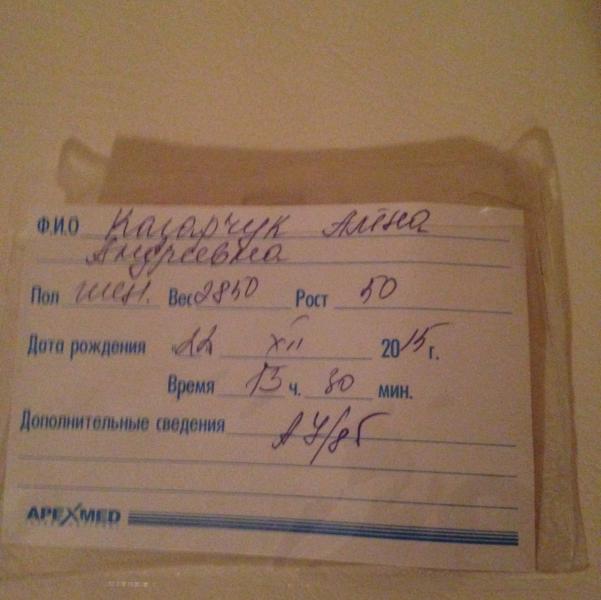 Ф.И.О Казарчук Алёна
Андреевна
Пол жен. Вес 2850 Рост 50
Дата рождения «22 XII 2015 г.
Время 15 ч. 30 мин.
Дополнительные сведения
APEXMED